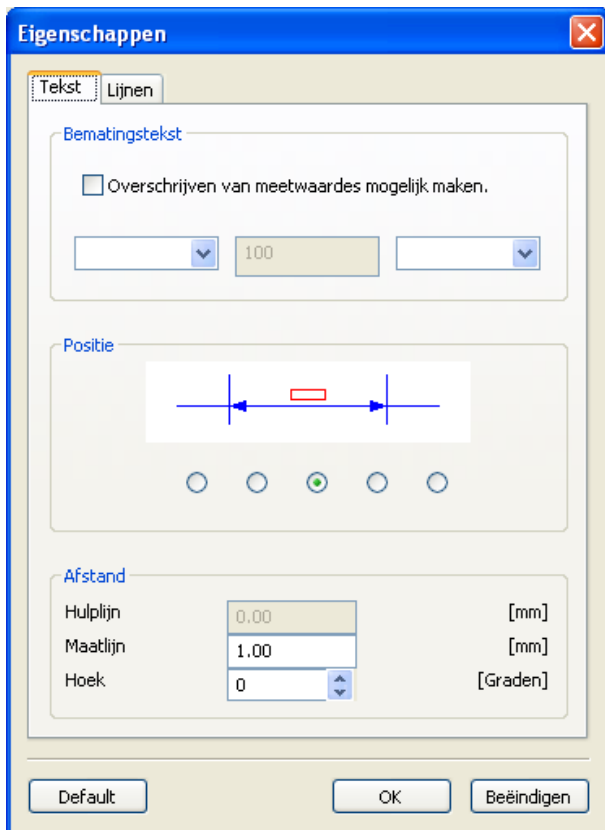 Eigenschappen
Tekst
Lijnen
Bematingstekst
Overschrijven van meetwaardes mogelijk maken.
100
Positie
Afstand
Hulplijn 0.00 [mm]
Maatlijn 1.00 [mm]
Hoek 0 [Graden]
Default OK Beëindigen